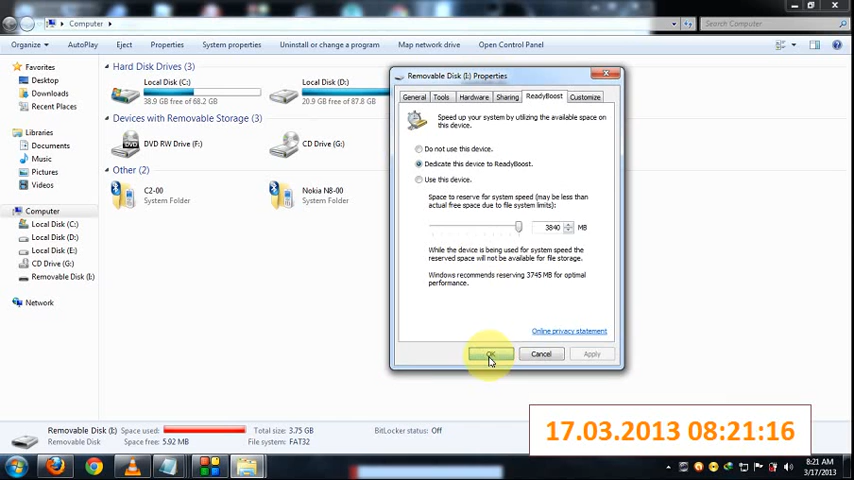 Computer
Search Computer
Organize
AutoPlay
Eject
Properties
System properties
Uninstall or change a program
Map network drive
Open Control Panel
Favorites
Desktop
Downloads
Recent Places
Libraries
Documents
Music
Pictures
Videos
Computer
Local Disk (C:)
Local Disk (D:)
Local Disk (E:)
CD Drive (G:)
Removable Disk (I:)
Network
Hard Disk Drives (3)
Local Disk (C:)
38.9 GB free of 68.2 GB
Local Disk (D:)
20.9 GB free of 87.8
Devices with Removable Storage (3)
DVD RW Drive (F:)
CD Drive (G:)
Other (2)
C2-00
System Folder
Nokia N8-00
System Folder
Removable Disk (I:) Properties
General
Tools
Hardware
Sharing
ReadyBoost
Customize
Speed up your system by utilizing the available space on
this device.
Do not use this device.
Dedicate this device to ReadyBoost.
Use this device.
Space to reserve for system speed (may be less than
actual free space due to file system limits):
3840 MB
While the device is being used for system speed the
reserved space will not be available for file storage.
Windows recommends reserving 3745 MB for optimal
performance.
Online privacy statement
OK
Cancel
Apply
Removable Disk (I:)
Removable Disk
Space used:
Space free: 5.92 MB
Total size: 3.75 GB
File system: FAT32
BitLocker status: Off
17.03.2013 08:21:16
8:21 AM
3/17/2013